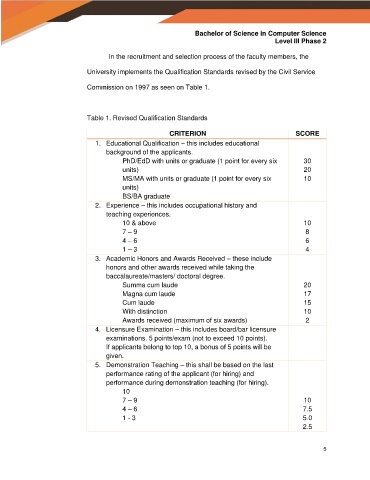 Bachelor of Science in Computer Science
Level III Phase 2
In the recruitment and selection process of the faculty members, the
University implements the Qualification Standards revised by the Civil Service
Commission on 1997 as seen on Table 1.
Table 1. Revised Qualification Standards
CRITERION SCORE
1. Educational Qualification – this includes educational
background of the applicants.
PhD/EdD with units or graduate (1 point for every six 30
units) 20
MS/MA with units or graduate (1 point for every six 10
units)
BS/BA graduate
2. Experience – this includes occupational history and
teaching experiences.
10 & above 10
7 – 9 8
4 – 6 6
1 – 3 4
3. Academic Honors and Awards Received – these include
honors and other awards received while taking the
baccalaureate/masters/ doctoral degree.
Summa cum laude 20
Magna cum laude 17
Cum laude 15
With distinction 10
Awards received (maximum of six awards) 2
4. Licensure Examination – this includes board/bar licensure
examinations. 5 points/exam (not to exceed 10 points).
If applicants belong to top 10, a bonus of 5 points will be
given.
5. Demonstration Teaching – this shall be based on the last
performance rating of the applicant (for hiring) and
performance during demonstration teaching (for hiring).
10
7 – 9 10
4 – 6 7.5
1 - 3 5.0
2.5
5